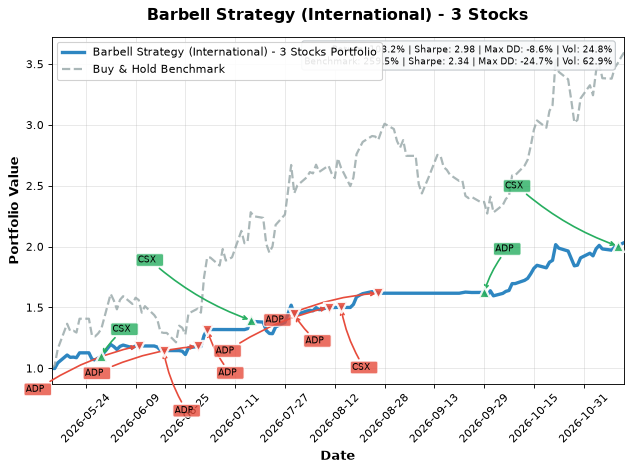 Barbell Strategy (International) - 3 Stocks
Barbell Strategy (International) - 3 Stocks Portfolio
Buy & Hold Benchmark
3.2% | Sharpe: 2.98 | Max DD: -8.6% | Vol: 24.8%
| Sharpe: 2.34 | Max DD: -24.7% | Vol: 62.9%
Portfolio Value
3.5
3.0
2.5
2.0
1.5
1.0
CSX
ADP
CSX
CSX
ADP
ADP
ADP
CSX
ADP
ADP
ADP
ADP
2026-05-24
2026-06-09
2026-07-11
2026-07-27
2026-08-12
2026-08-28
2026-09-13
2026-09-29
2026-10-15
2026-10-31
Date